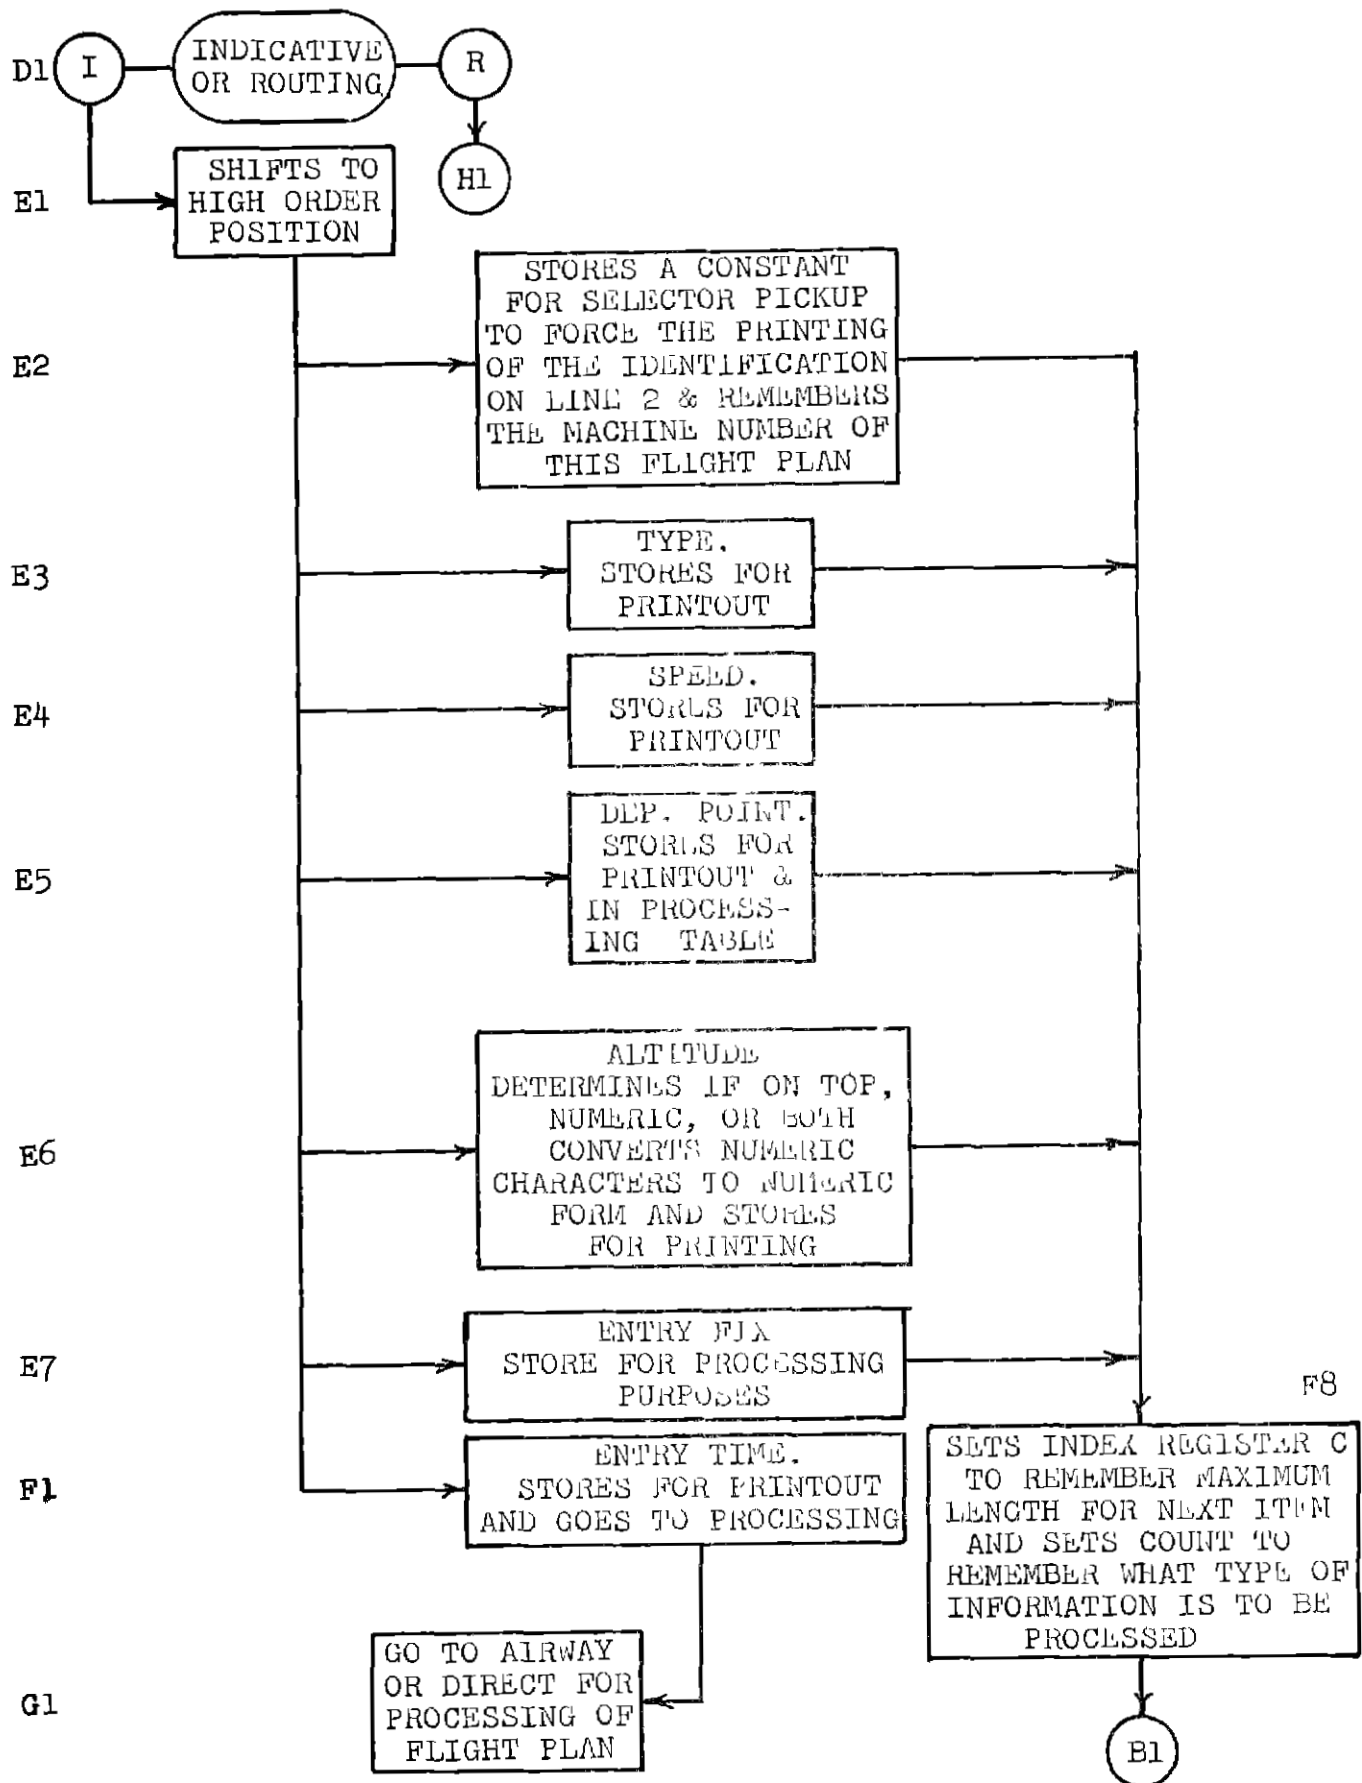 D1
I
INDICATIVE
OR ROUTING
R
H1
E1
SHIFTS TO
HIGH ORDER
POSITION
E2
STORES A CONSTANT
FOR SELECTOR PICKUP
TO FORCE THE PRINTING
OF THE IDENTIFICATION
ON LINE 2 & REMEMBERS
THE MACHINE NUMBER OF
THIS FLIGHT PLAN
E3
TYPE.
STORES FOR
PRINTOUT
E4
SPEED.
STORES FOR
PRINTOUT
E5
DEP. POINT.
STORES FOR
PRINTOUT &
IN PROCESS-
ING TABLE
E6
ALTITUDE
DETERMINES IF ON TOP,
NUMERIC, OR BOTH
CONVERTS NUMERIC
CHARACTERS TO NUMERIC
FORM AND STORES
FOR PRINTING
E7
ENTRY FIX
STORE FOR PROCESSING
PURPOSES
F1
ENTRY TIME.
STORES FOR PRINTOUT
AND GOES TO PROCESSING
F8
SETS INDEX REGISTER C
TO REMEMBER MAXIMUM
LENGTH FOR NEXT ITEM
AND SETS COUNT TO
REMEMBER WHAT TYPE OF
INFORMATION IS TO BE
PROCESSED
G1
GO TO AIRWAY
OR DIRECT FOR
PROCESSING OF
FLIGHT PLAN
B1